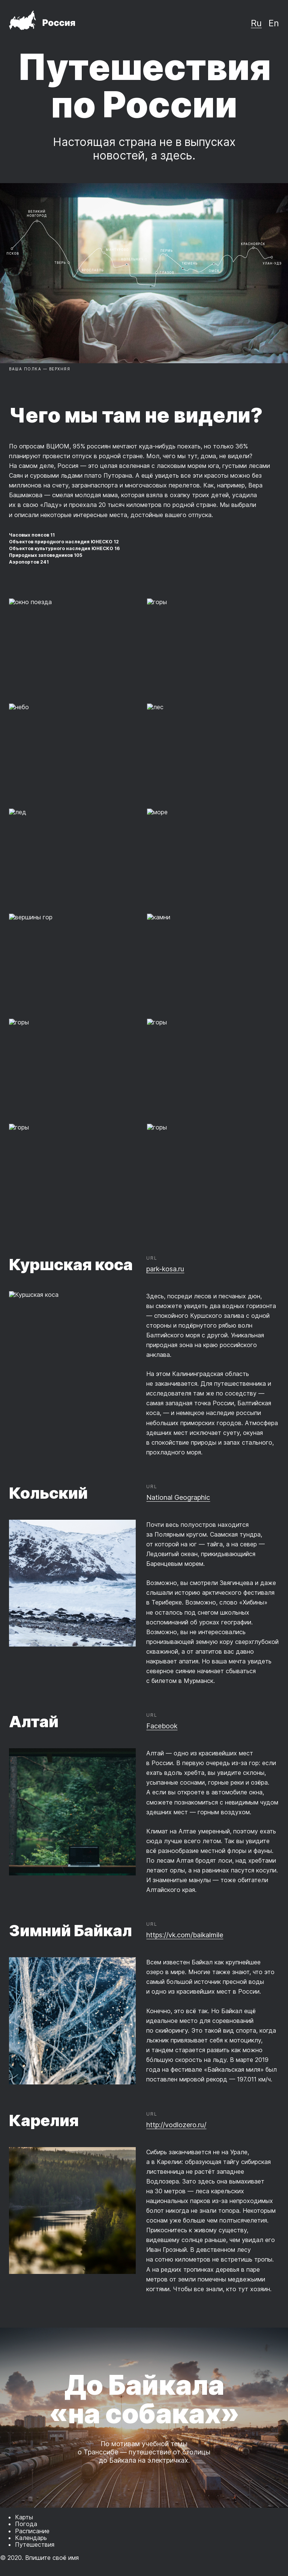 Россия
Ru En
Путешествия
по России
Настоящая страна не в выпусках
новостей, а здесь.
ВЕЛИКИЙ
НОВГОРОД
ПСКОВ
ТВЕРЬ
КРАСНОЯРСК
УЛАН-УДЭ
ВАША ПОЛКА — ВЕРХНЯЯ
Чего мы там не видели?
По опросам ВЦИОМ, 95% россиян мечтают куда-нибудь поехать, но только 36%
планируют провести отпуск в родной стране. Мол, чего мы тут, дома, не видели?
На самом деле, Россия — это целая вселенная с ласковым морем юга, густыми лесами
Саян и суровыми льдами плато Путорана. А ещё увидеть все эти красоты можно без
миллионов на счету, загранпаспорта и многочасовых перелетов. Как, например, Вера
Башмакова — смелая молодая мама, которая взяла в охапку троих детей, усадила
их в свою «Ладу» и проехала 20 тысяч километров по родной стране. Мы выбрали
и описали некоторые интересные места, достойные вашего отпуска.
Часовых поясов 11
Объектов природного наследия ЮНЕСКО 12
Объектов культурного наследия ЮНЕСКО 16
Природных заповедников 105
Аэропортов 241
окно поезда
горы
небо
лес
лед
море
вершины гор
камни
горы
горы
горы
горы
Куршская коса
URL
park-kosa.ru
Куршская коса
Здесь, посреди лесов и песчаных дюн,
вы сможете увидеть два водных горизонта
— спокойного Куршского залива с одной
стороны и подёрнутого рябью волн
Балтийского моря с другой. Уникальная
природная зона на краю российского
анклава.
На этом Калининградская область
не заканчивается. Для путешественника и
исследователя там же по соседству —
самая западная точка России, Балтийская
коса, — и немецкое наследие россыпи
небольших приморских городов. Атмосфера
здешних мест исключает суету, окуная
в спокойствие природы и запах стального,
прохладного моря.
Кольский
URL
National Geographic
Почти весь полуостров находится
за Полярным кругом. Саамская тундра,
от которой на юг — тайга, а на север —
Ледовитый океан, прикидывающийся
Баренцевым морем.
Возможно, вы смотрели Звягинцева и даже
слышали историю арктического фестиваля
в Териберке. Возможно, слово «Хибины»
не осталось под снегом школьных
воспоминаний об уроках географии.
Возможно, вы не интересовались
пронизывающей земную кору сверхглубокой
скважиной, а от апатитов вас давно
накрывает апатия. Но ваша мечта увидеть
северное сияние начинает сбываться
с билетом в Мурманск.
Алтай
URL
Facebook
Алтай — одно из красивейших мест
в России. В первую очередь из-за гор: если
ехать вдоль хребта, вы увидите склоны,
усыпанные соснами, горные реки и озёра.
А если вы откроете в автомобиле окна,
сможете познакомиться с невидимым чудом
здешних мест — горным воздухом.
Климат на Алтае умеренный, поэтому ехать
сюда лучше всего летом. Так вы увидите
всё разнообразие местной флоры и фауны.
По лесам Алтая бродят лоси, над хребтами
летают орлы, а на равнинах пасутся косули.
И знаменитые манулы — тоже обитатели
Алтайского края.
Зимний Байкал
URL
https://vk.com/baikalmile
Всем известен Байкал как крупнейшее
озеро в мире. Многие также знают, что это
самый большой источник пресной воды
и одно из красивейших мест в России.
Конечно, это всё так. Но Байкал ещё
идеальное место для соревнований
по скийорингу. Это такой вид спорта, когда
лыжник привязывает себя к мотоциклу,
и тандем старается развить как можно
бо́льшую скорость на льду. В марте 2019
года на фестивале «Байкальская миля» был
поставлен мировой рекорд — 197.011 км/ч.
Карелия
URL
http://vodlozero.ru/
Сибирь заканчивается не на Урале,
а в Карелии: образующая тайгу сибирская
лиственница не растёт западнее
Водлозера. Зато здесь она вымахивает
на 30 метров — леса карельских
национальных парков из-за непроходимых
болот никогда не знали топора. Некоторым
соснам уже больше чем полтысячелетия.
Прикоснитесь к живому существу,
видевшему солнце раньше, чем увидал его
Иван Грозный. В девственном лесу
на сотню километров не встретишь тропы.
А на редких тропинках деревья в паре
метров от земли помечены медвежьими
когтями. Чтобы все знали, кто тут хозяин.
До Байкала
«на собаках»
По мотивам учебной темы
о Транссибе — путешествие от столицы
до Байкала на электричках.
Карты
Погода
Расписание
Календарь
Путешествия
© 2020. Впишите своё имя